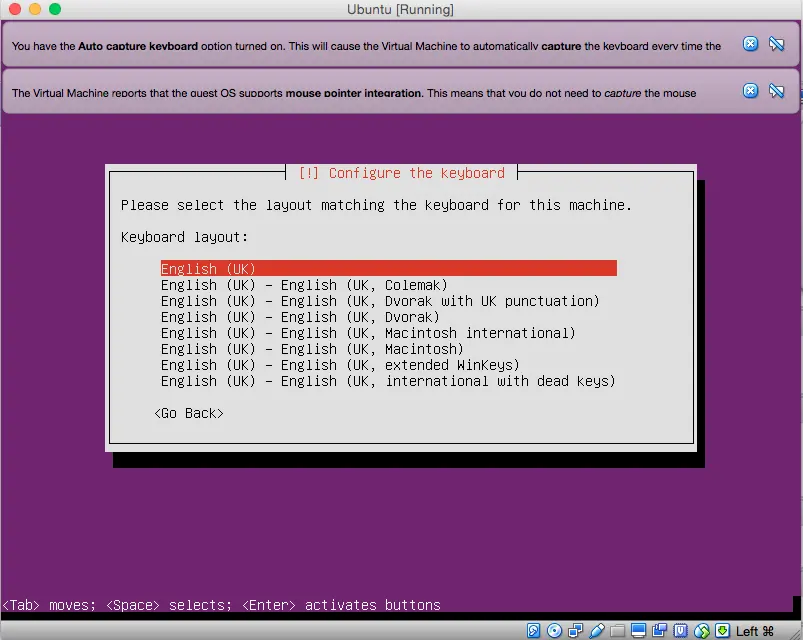 Ubuntu [Running]
You have the Auto capture keyboard option turned on. This will cause the Virtual Machine to automatically capture the keyboard every time the
The Virtual Machine reports that the guest OS supports mouse pointer integration. This means that you do not need to capture the mouse
[!] Configure the keyboard
Please select the layout matching the keyboard for this machine.
Keyboard layout:
English (UK)
English (UK) - English (UK, Colemak)
English (UK) - English (UK, Dvorak with UK punctuation)
English (UK) - English (UK, Dvorak)
English (UK) - English (UK, Macintosh international)
English (UK) - English (UK, Macintosh)
English (UK) - English (UK, extended WinKeys)
English (UK) - English (UK, international with dead keys)
<Go Back>
<Tab> moves; <Space> selects; <Enter> activates buttons
Left ⌘